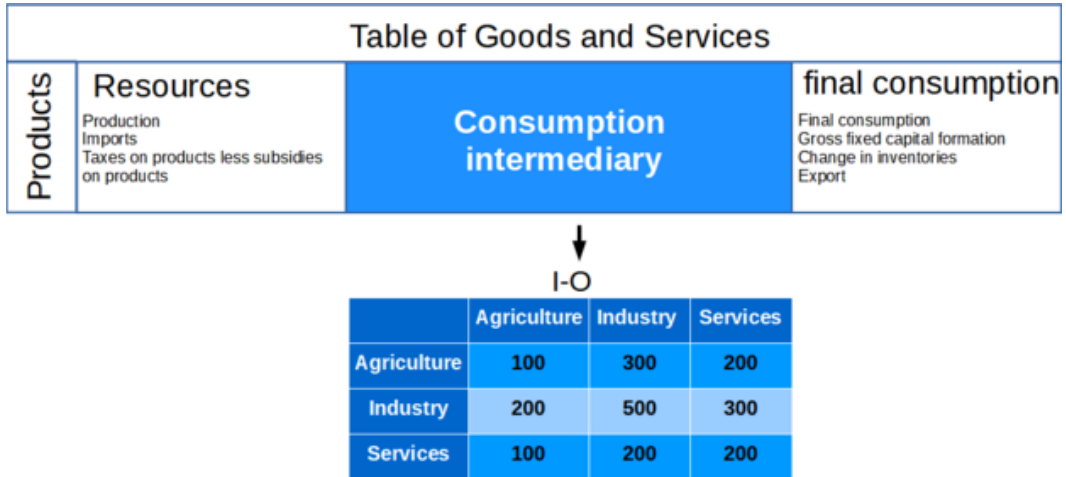 Table of Goods and Services
Products
Resources
Production
Imports
Taxes on products less subsidies
on products
Consumption
intermediary
final consumption
Final consumption
Gross fixed capital formation
Change in inventories
Export
I-O
Agriculture Industry Services
Agriculture 100 300 200
Industry 200 500 300
Services 100 200 200